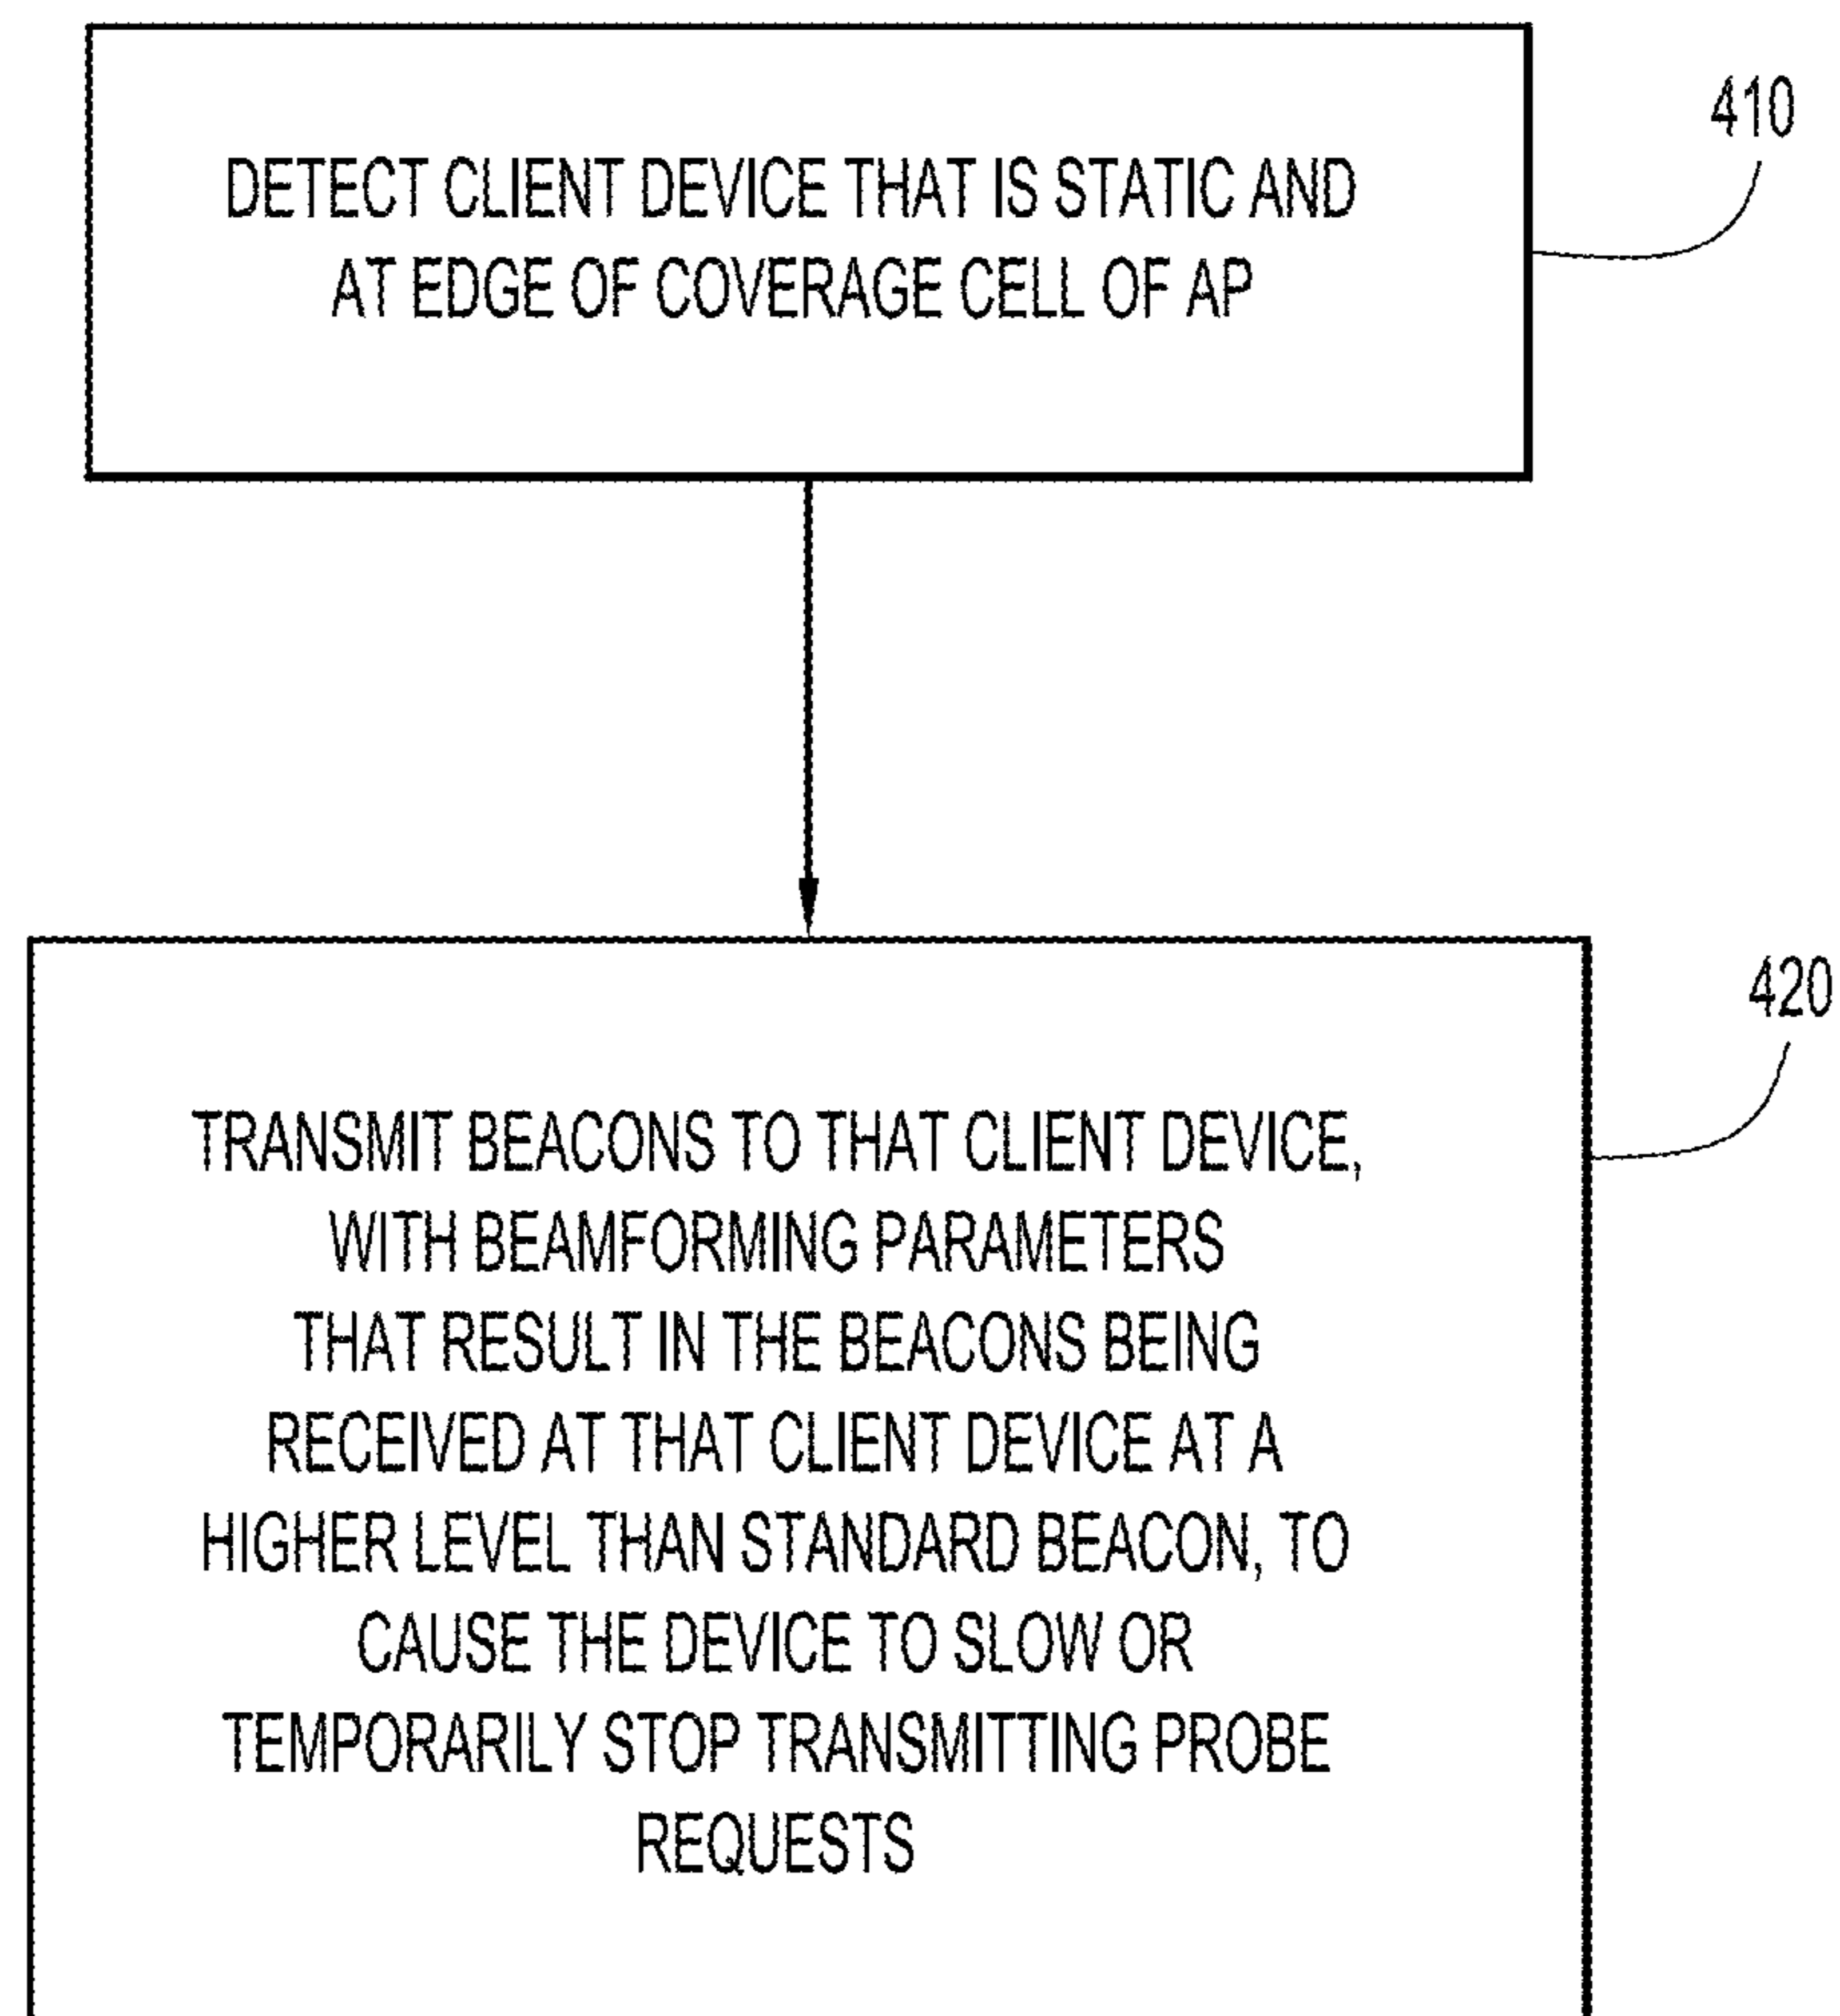 410
DETECT CLIENT DEVICE THAT IS STATIC AND
AT EDGE OF COVERAGE CELL OF AP
420
TRANSMIT BEACONS TO THAT CLIENT DEVICE,
WITH BEAMFORMING PARAMETERS
THAT RESULT IN THE BEACONS BEING
RECEIVED AT THAT CLIENT DEVICE AT A
HIGHER LEVEL THAN STANDARD BEACON, TO
CAUSE THE DEVICE TO SLOW OR
TEMPORARILY STOP TRANSMITTING PROBE
REQUESTS